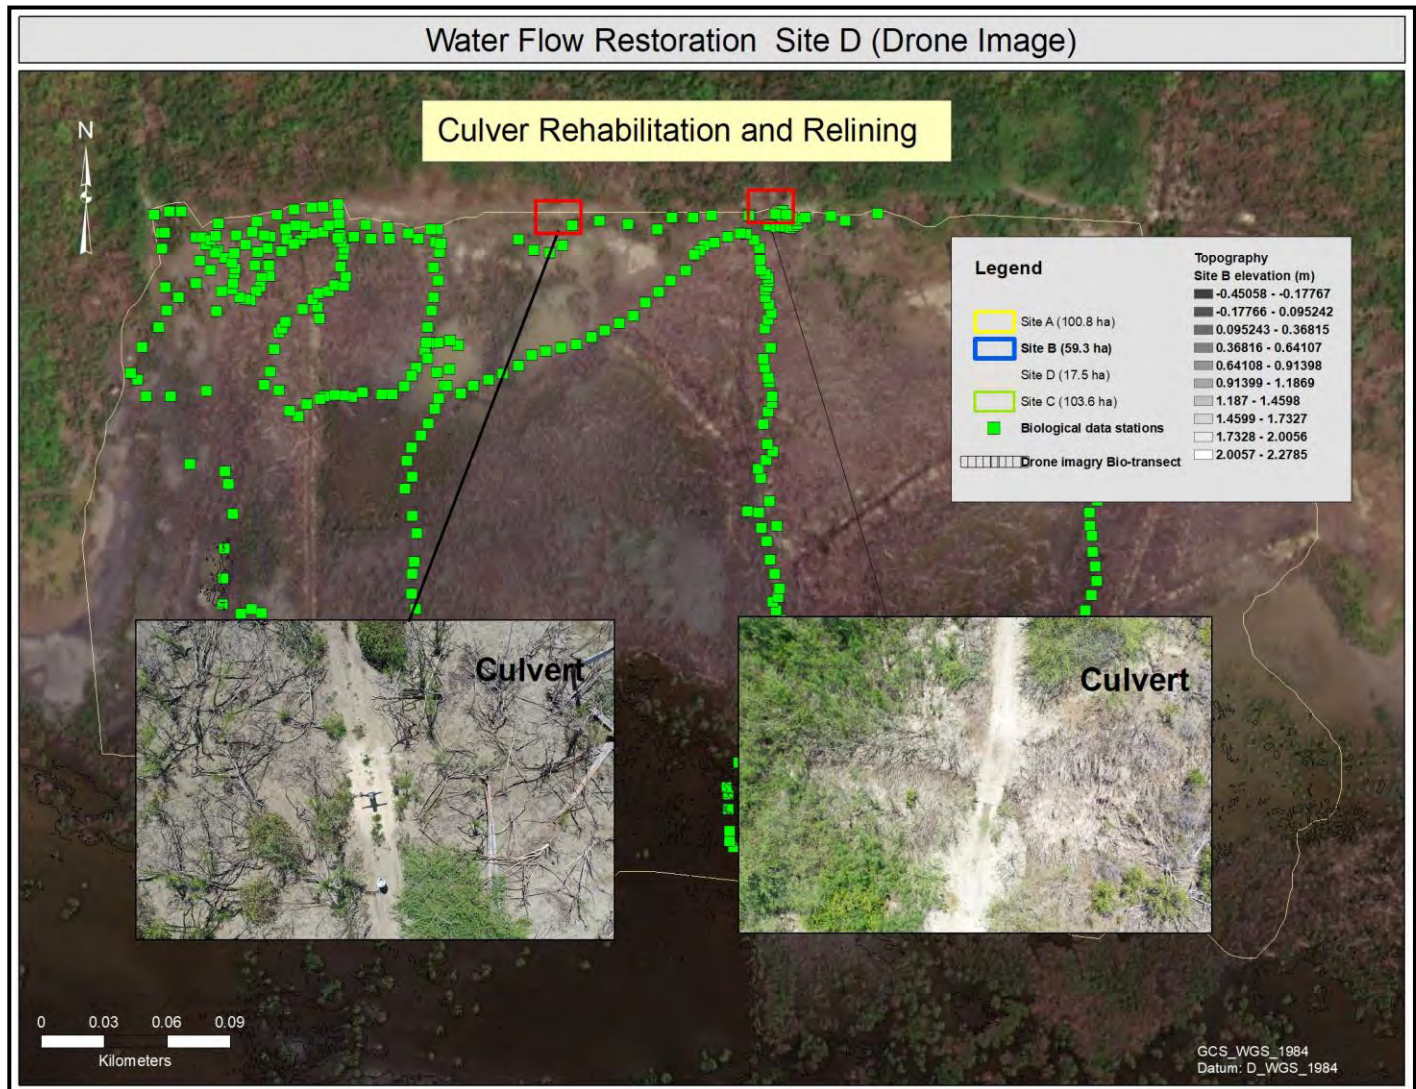 Water Flow Restoration Site D (Drone Image)
Culver Rehabilitation and Relining
N
Legend
Site A (100.8 ha)
Site B (59.3 ha)
Site D (17.5 ha)
Site C (103.6 ha)
Biological data stations
Drone imagry Bio-transect
Topography
Site B elevation (m)
-0.45058 - -0.17767
-0.17766 - 0.095242
0.095243 - 0.36815
0.36816 - 0.64107
0.64108 - 0.91398
0.91399 - 1.1869
1.187 - 1.4598
1.4599 - 1.7327
1.7328 - 2.0056
2.0057 - 2.2785
Culvert
Culvert
0 0.03 0.06 0.09
Kilometers
GCS_WGS_1984
Datum: D_WGS_1984